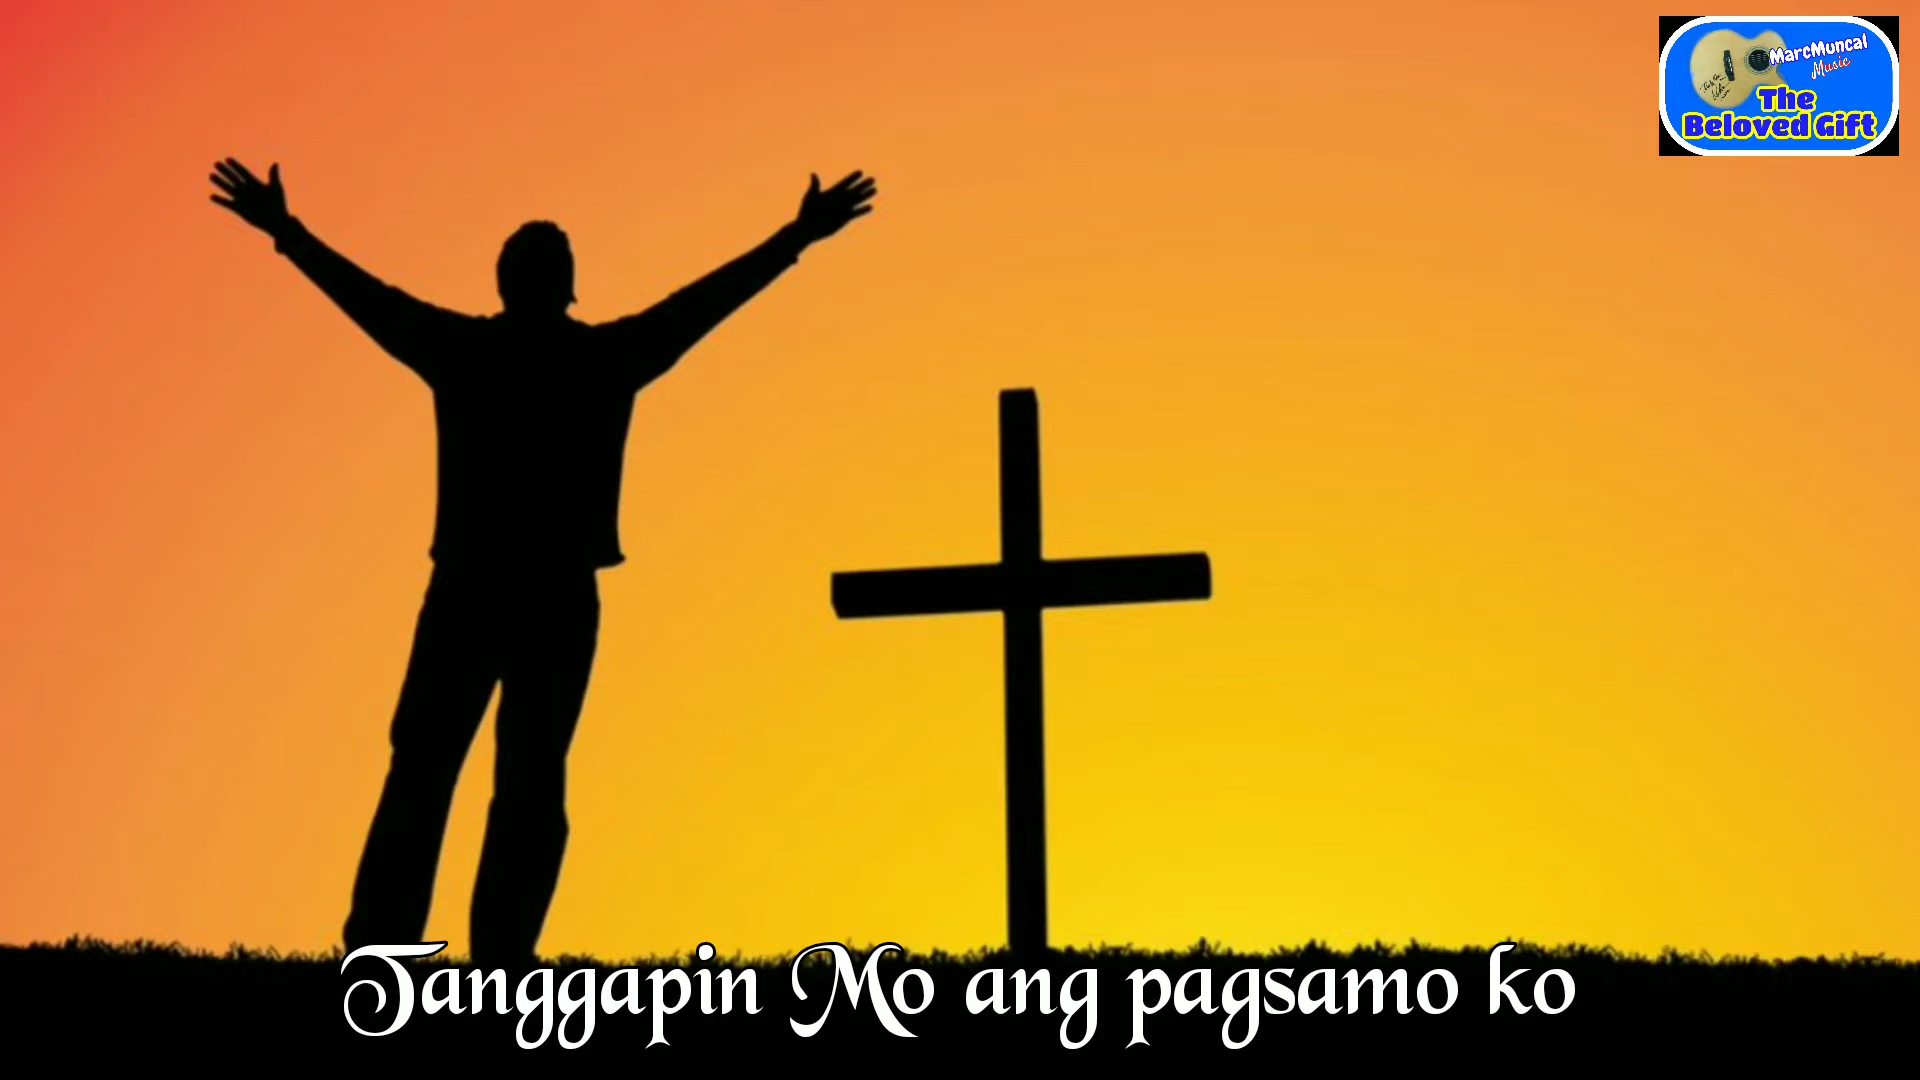 MarcMuncal
Music
The
Beloved Gift
Tanggapin Mo ang pagsamo ko